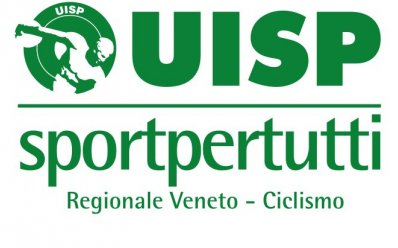 UISP
UISP
sportpertutti
Regionale Veneto - Ciclismo